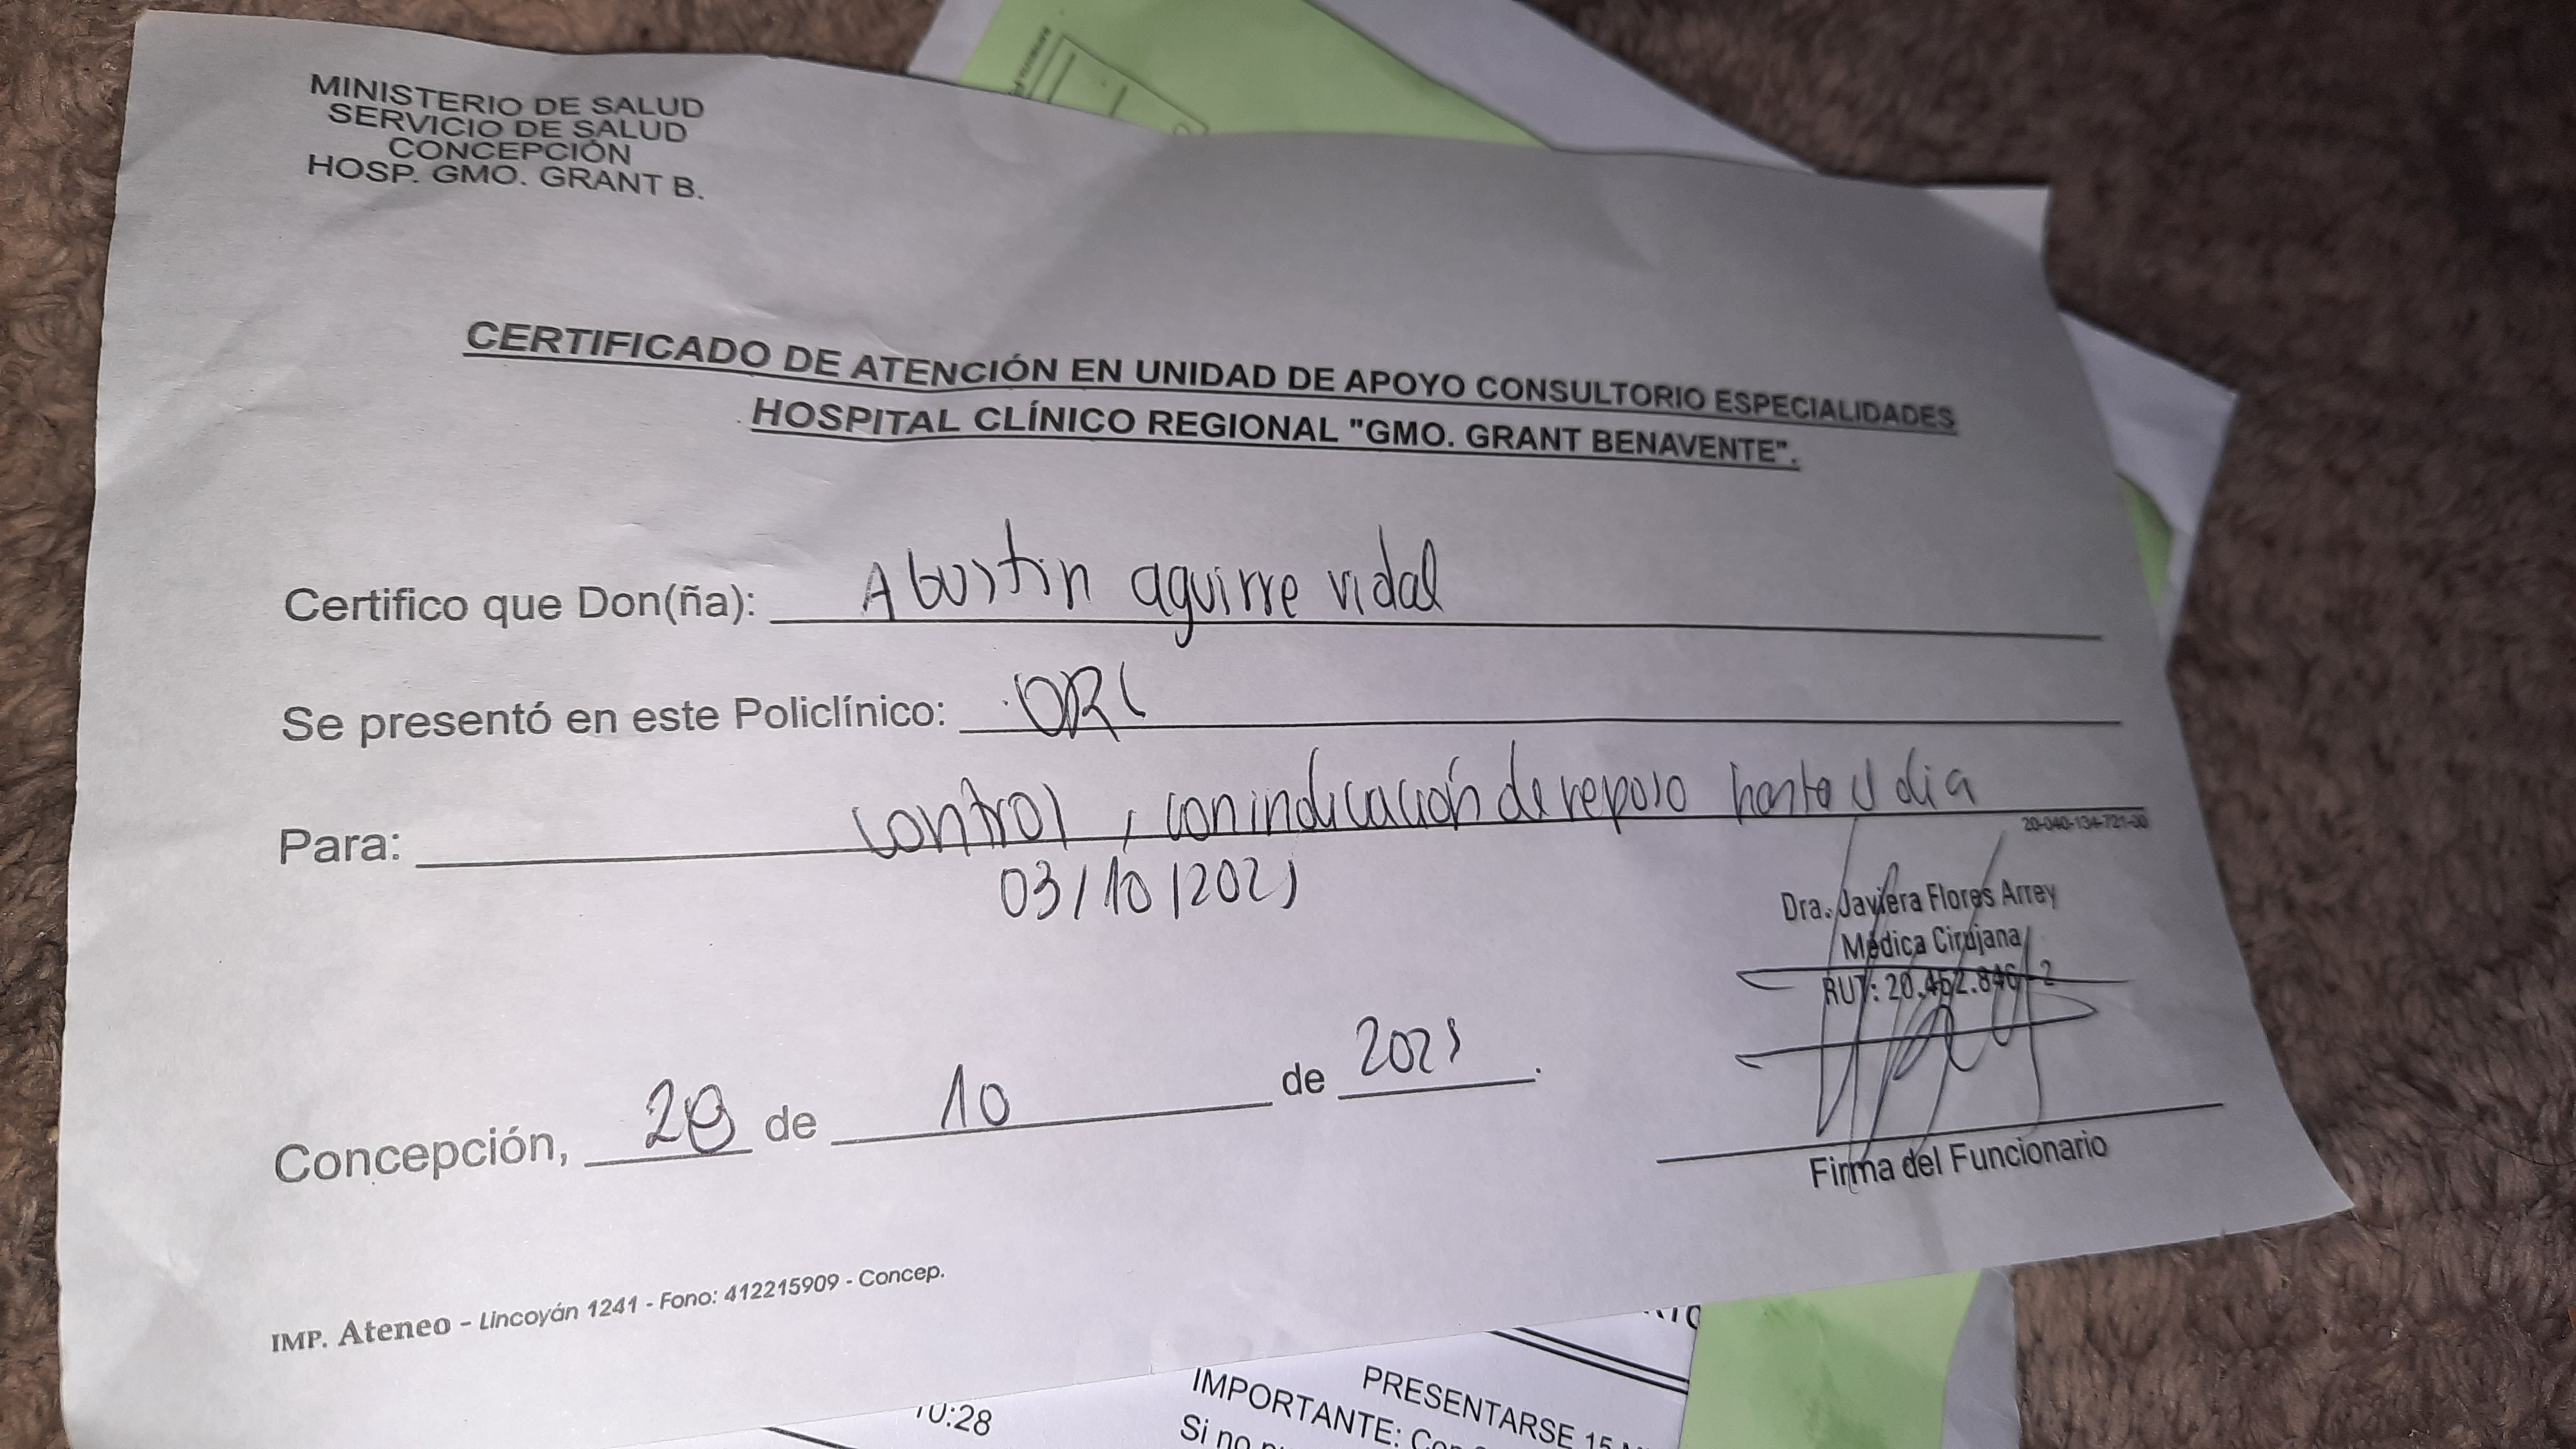 MINISTERIO DE SALUD
SERVICIO DE SALUD
CONCEPCIÓN
HOSP. GMO. GRANT B.
CERTIFICADO DE ATENCIÓN EN UNIDAD DE APOYO CONSULTORIO ESPECIALIDADES
HOSPITAL CLÍNICO REGIONAL "GMO. GRANT BENAVENTE".
Certifico que Don(ña): Agustin aguirre vidal
Se presentó en este Policlínico: ORL
Para: control, con indicación de reposo hasta el dia
20-040-134-721-00
03/10/2025
Dra. Javiera Flores Arrey
Médica Cirujana
RUT: 20.452.846-2
Concepción, 29 de 10 de 2025.
Firma del Funcionario
IMP. Ateneo - Lincoyán 1241 - Fono: 412215909 - Concep.
10:28
PRESENTARSE 15
IMPORTANTE:
Si no